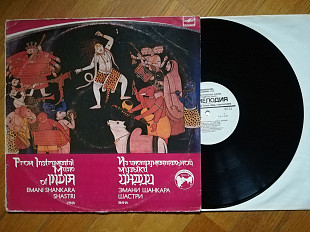 From Instrumental
Music
of INDIA
EMANI SHANKARA
SHASTRI
Из инструментальной
музыки
ИНДИИ
ЭМАНИ ШАНКАРА
ШАСТРИ
МЕЛОДИЯ